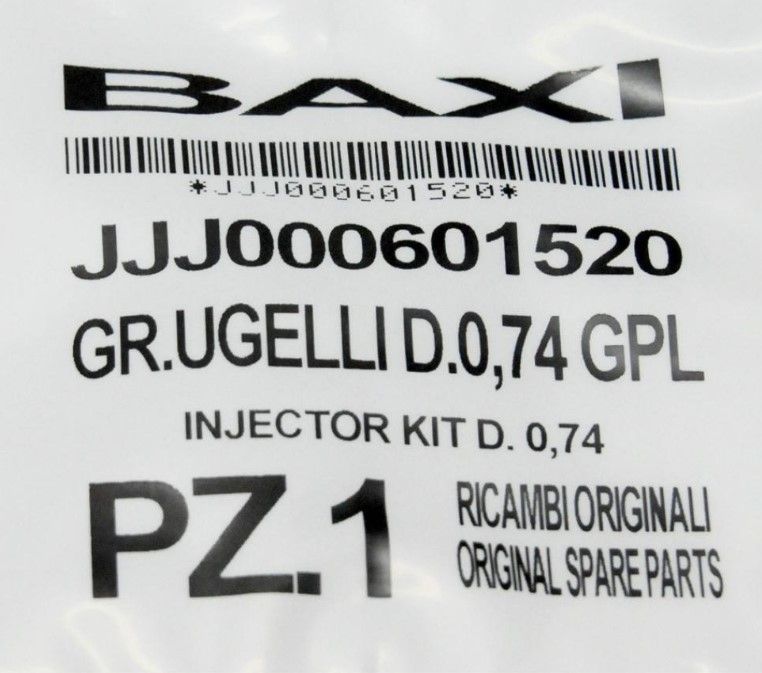 BAXI
*JJJ000601520*
JJJ000601520
GR.UGELLI D.0,74 GPL
INJECTOR KIT D. 0,74
PZ.1
RICAMBI ORIGINALI
ORIGINAL SPARE PARTS